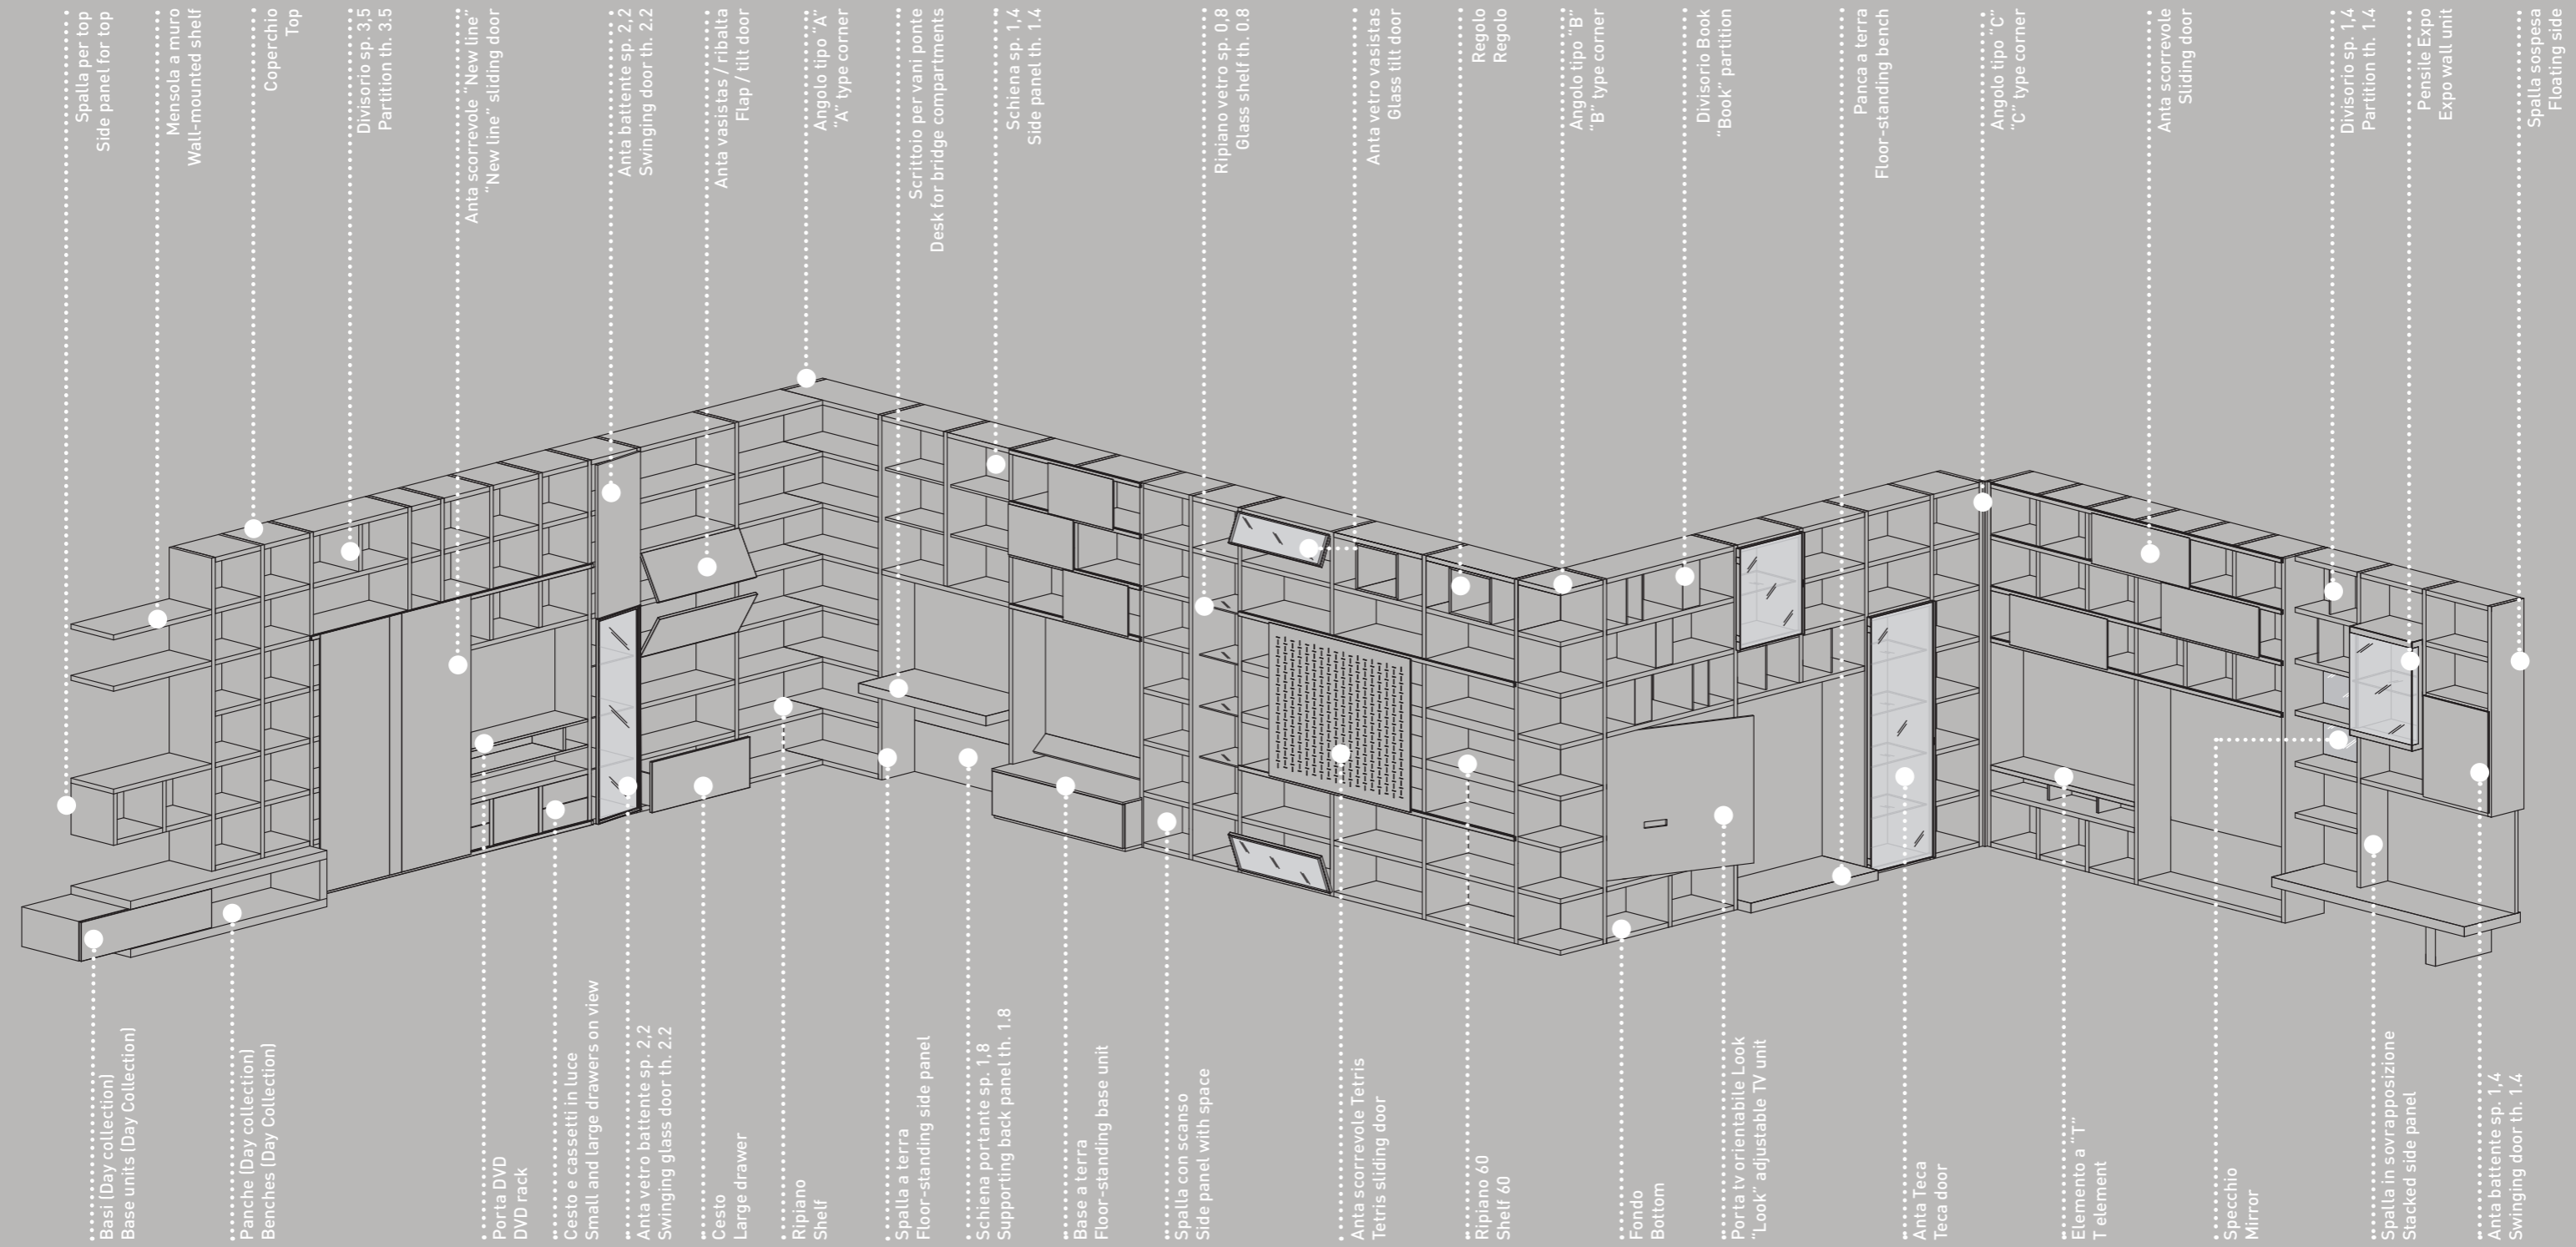 Spalla per top
Side panel for top
Mensola a muro
Wall-mounted shelf
Coperchio
Top
Divisorio sp. 3,5
Partition th. 3.5
Anta scorrevole “New line”
“New line” sliding door
Anta battente sp. 2,2
Swinging door th. 2.2
Anta vasistas / ribalta
Flap / tilt door
Angolo tipo “A”
“A” type corner
Scrittoio per vani ponte
Desk for bridge compartments
Schiena sp. 1,4
Side panel th. 1.4
Ripiano vetro sp. 0,8
Glass shelf th. 0.8
Anta vetro vasistas
Glass tilt door
Regolo
Regolo
Angolo tipo “B”
“B” type corner
Divisorio Book
“Book” partition
Panca a terra
Floor-standing bench
Angolo tipo “C”
“C” type corner
Anta scorrevole
Sliding door
Divisorio sp. 1,4
Partition th. 1.4
Pensile Expo
Expo wall unit
Spalla sospesa
Floating side
Basi (Day collection)
Base units (Day Collection)
Panche (Day collection)
Benches (Day Collection)
Porta DVD
DVD rack
Cesto e cassetti in luce
Small and large drawers on view
Anta vetro battente sp. 2,2
Swinging glass door th. 2.2
Cesto
Large drawer
Ripiano
Shelf
Spalla a terra
Floor-standing side panel
Schiena portante sp. 1,8
Supporting back panel th. 1.8
Base a terra
Floor-standing base unit
Spalla con scanso
Side panel with space
Anta scorrevole Tetris
Tetris sliding door
Ripiano 60
Shelf 60
Fondo
Bottom
Porta tv orientabile Look
“Look” adjustable TV unit
Anta Teca
Teca door
Elemento a “T”
T element
Specchio
Mirror
Spalla in sovrapposizione
Stacked side panel
Anta battente sp. 1,4
Swinging door th. 1.4